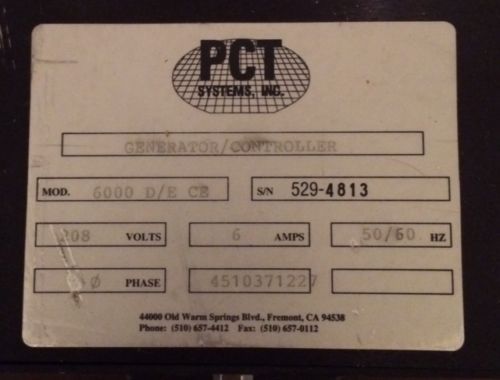 PCT
SYSTEMS, INC.
GENERATOR/CONTROLLER
MOD. 6000 D/E CE S/N 529-4813
208 VOLTS 6 AMPS 50/60 HZ
Ø PHASE 4510371227
44000 Old Warm Springs Blvd., Fremont, CA 94538
Phone: (510) 657-4412 Fax: (510) 657-0112